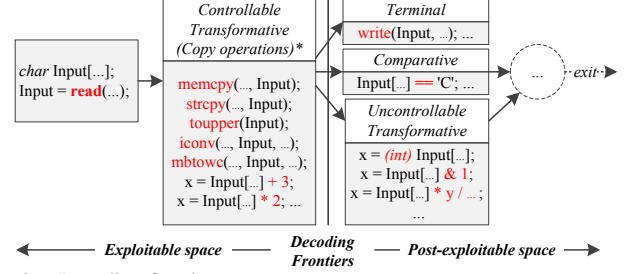 char Input[...];
Input = read(...);
Controllable
Transformative
(Copy operations)*
memcpy(..., Input);
strcpy(..., Input);
toupper(Input);
iconv(..., Input, ...);
mbtowc(..., Input, ...);
x = Input[...] + 3;
x = Input[...] * 2; ...
Terminal
write(Input, ...); ...
Comparative
Input[...] == 'C'; ...
Uncontrollable
Transformative
x = (int) Input[...];
x = Input[...] & 1;
x = Input[...] * y / ... ;
...
...
exit
Exploitable space
Decoding
Frontiers
Post-exploitable space